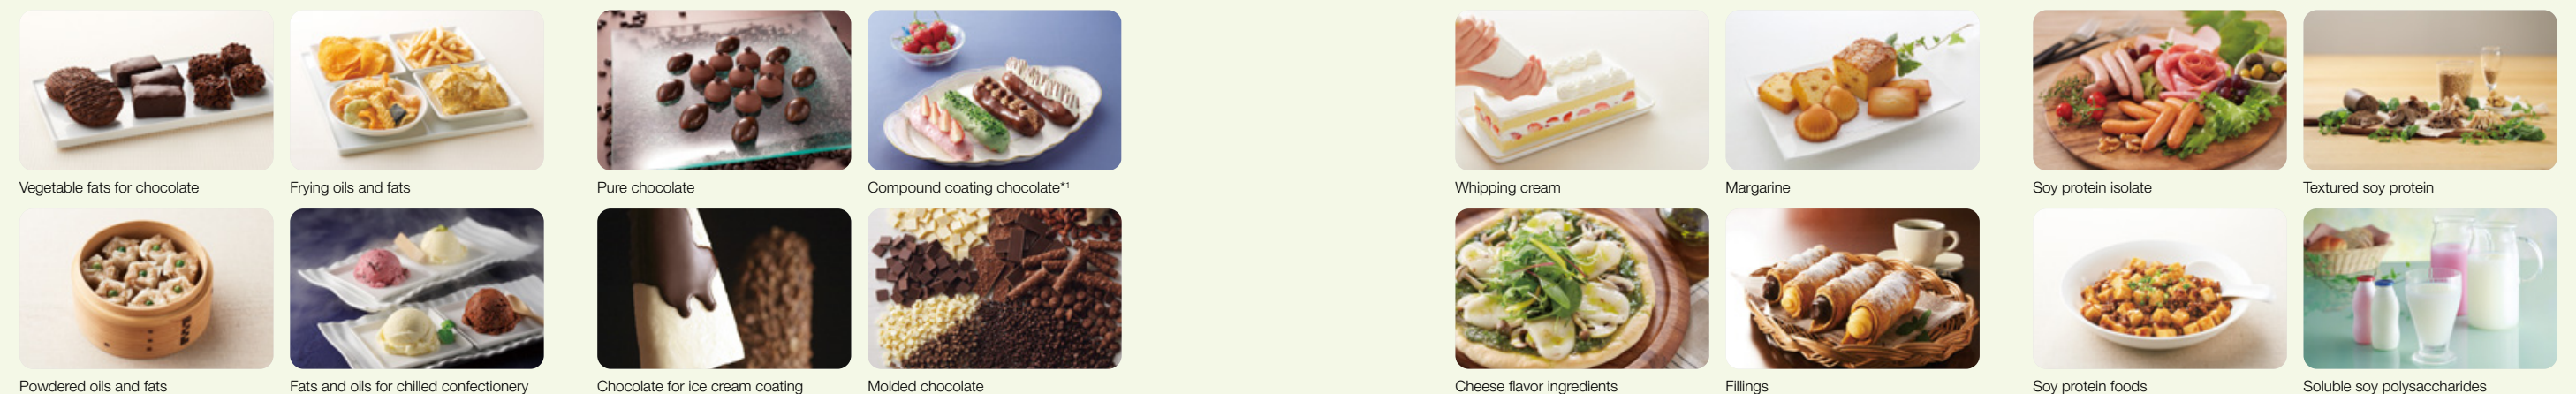 Vegetable fats for chocolate
Frying oils and fats
Pure chocolate
Compound coating chocolate*¹
Whipping cream
Margarine
Soy protein isolate
Textured soy protein
Powdered oils and fats
Fats and oils for chilled confectionery
Chocolate for ice cream coating
Molded chocolate
Cheese flavor ingredients
Fillings
Soy protein foods
Soluble soy polysaccharides